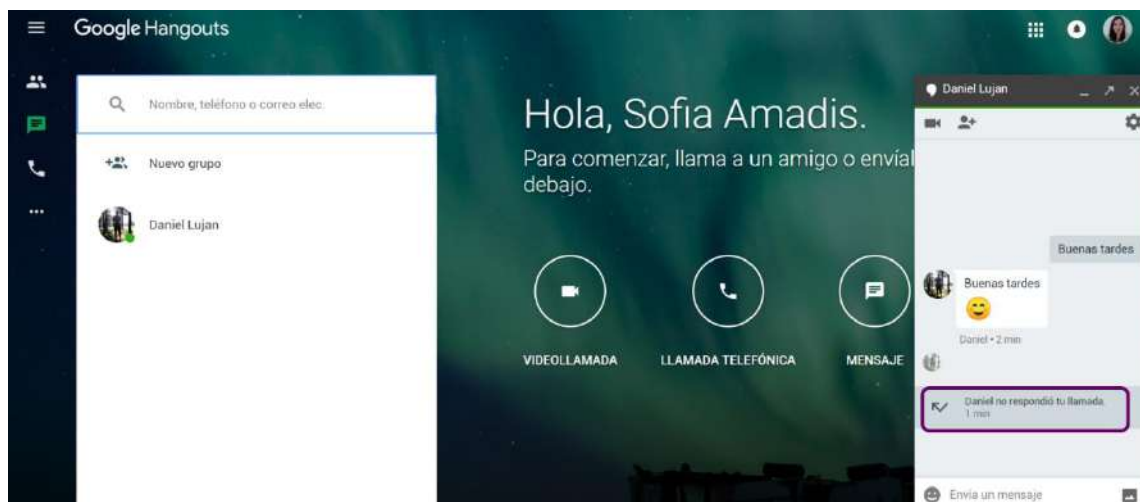 Google Hangouts
Nombre, teléfono o correo elec.
Nuevo grupo
Daniel Lujan
Hola, Sofia Amadis.
Para comenzar, llama a un amigo o envíal
debajo.
VIDEOLLAMADA
LLAMADA TELEFÓNICA
MENSAJE
Daniel Lujan
Buenas tardes
Buenas tardes
Daniel • 2 min
Daniel no respondió tu llamada.
1 min
Envía un mensaje